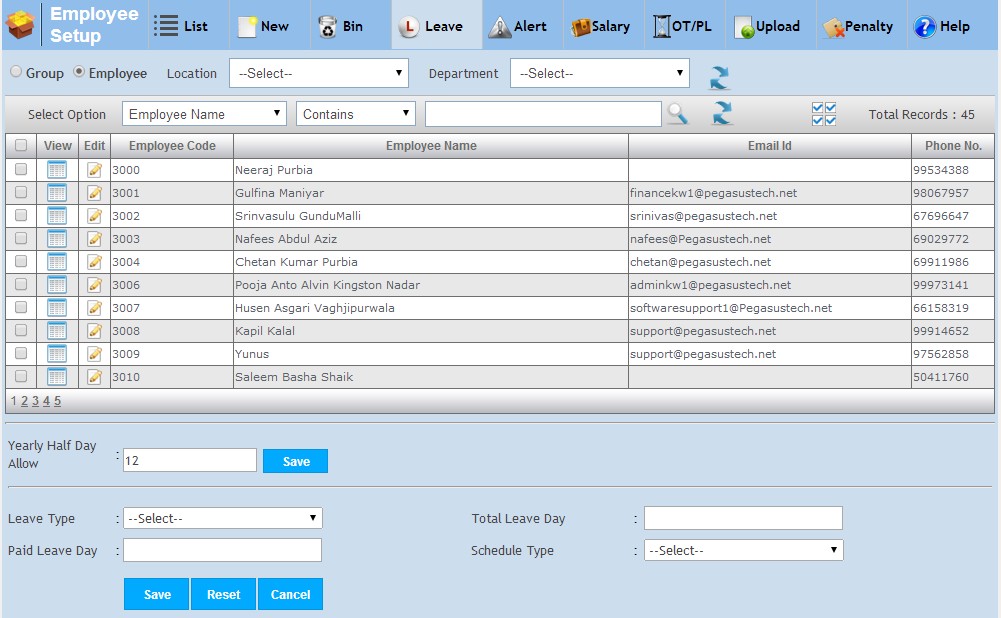 Employee Setup List New Bin L Leave Alert Salary OT/PL Upload Penalty ? Help
Group Employee Location --Select-- Department --Select--
Select Option Employee Name Contains Total Records : 45
View Edit Employee Code Employee Name Email Id Phone No.
3000 Neeraj Purbia 99534388
3001 Gulfina Maniyar financekw1@pegasustech.net 98067957
3002 Srinvasulu GunduMalli srinivas@pegasustech.net 67696647
3003 Nafees Abdul Aziz nafees@Pegasustech.net 69029772
3004 Chetan Kumar Purbia chetan@pegasustech.net 69911986
3006 Pooja Anto Alvin Kingston Nadar adminkw1@pegasustech.net 99973141
3007 Husen Asgari Vaghjipurwala softwaresupport1@Pegasustech.net 66158319
3008 Kapil Kalal support@pegasustech.net 99914652
3009 Yunus support@pegasustech.net 97562858
3010 Saleem Basha Shaik 50411760
1 2 3 4 5
Yearly Half Day Allow : 12 Save
Leave Type : --Select-- Total Leave Day :
Paid Leave Day : Schedule Type : --Select--
Save Reset Cancel